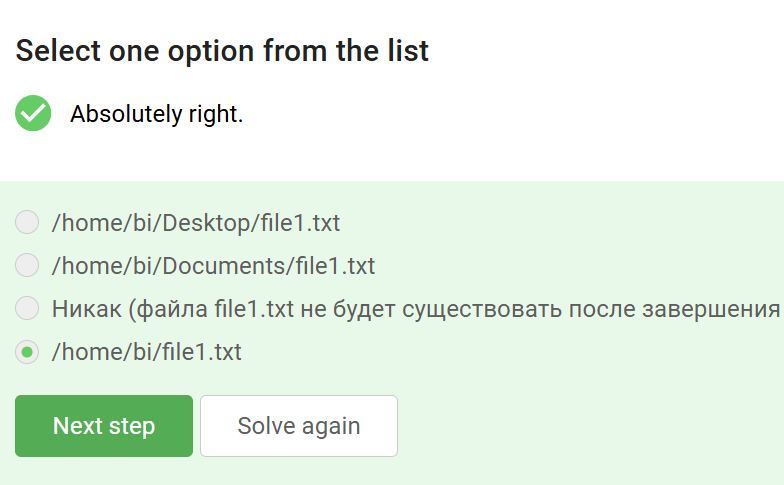 Select one option from the list
Absolutely right.
/home/bi/Desktop/file1.txt
/home/bi/Documents/file1.txt
Никак (файла file1.txt не будет существовать после завершения
/home/bi/file1.txt
Next step
Solve again